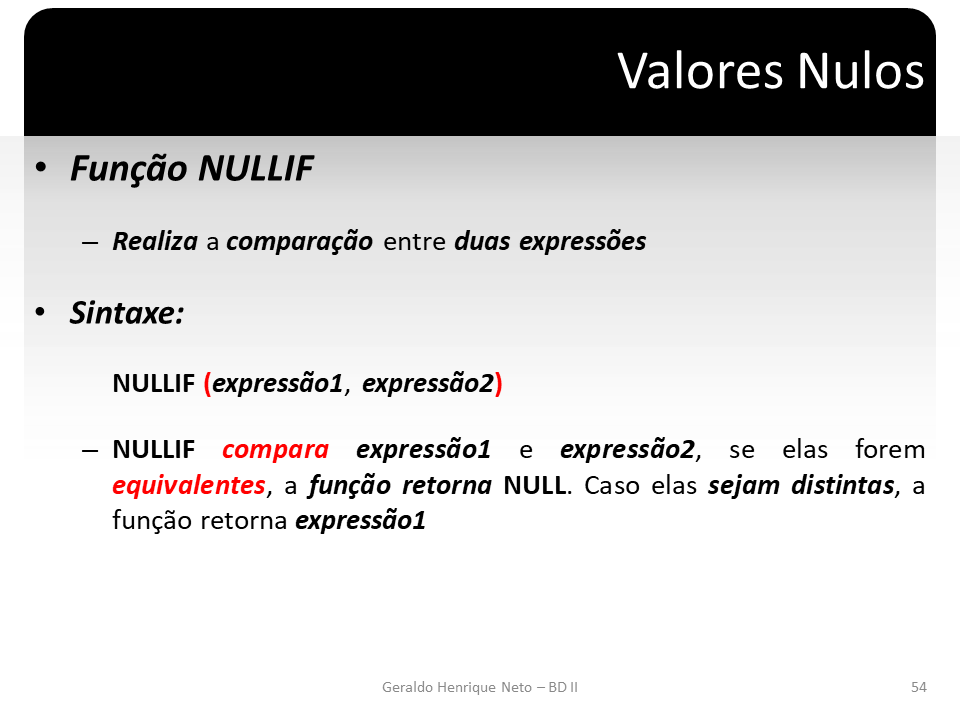 Valores Nulos
• Função NULLIF
– Realiza a comparação entre duas expressões
• Sintaxe:
NULLIF (expressão1, expressão2)
– NULLIF compara expressão1 e expressão2, se elas forem
equivalentes, a função retorna NULL. Caso elas sejam distintas, a
função retorna expressão1
Geraldo Henrique Neto – BD II
54